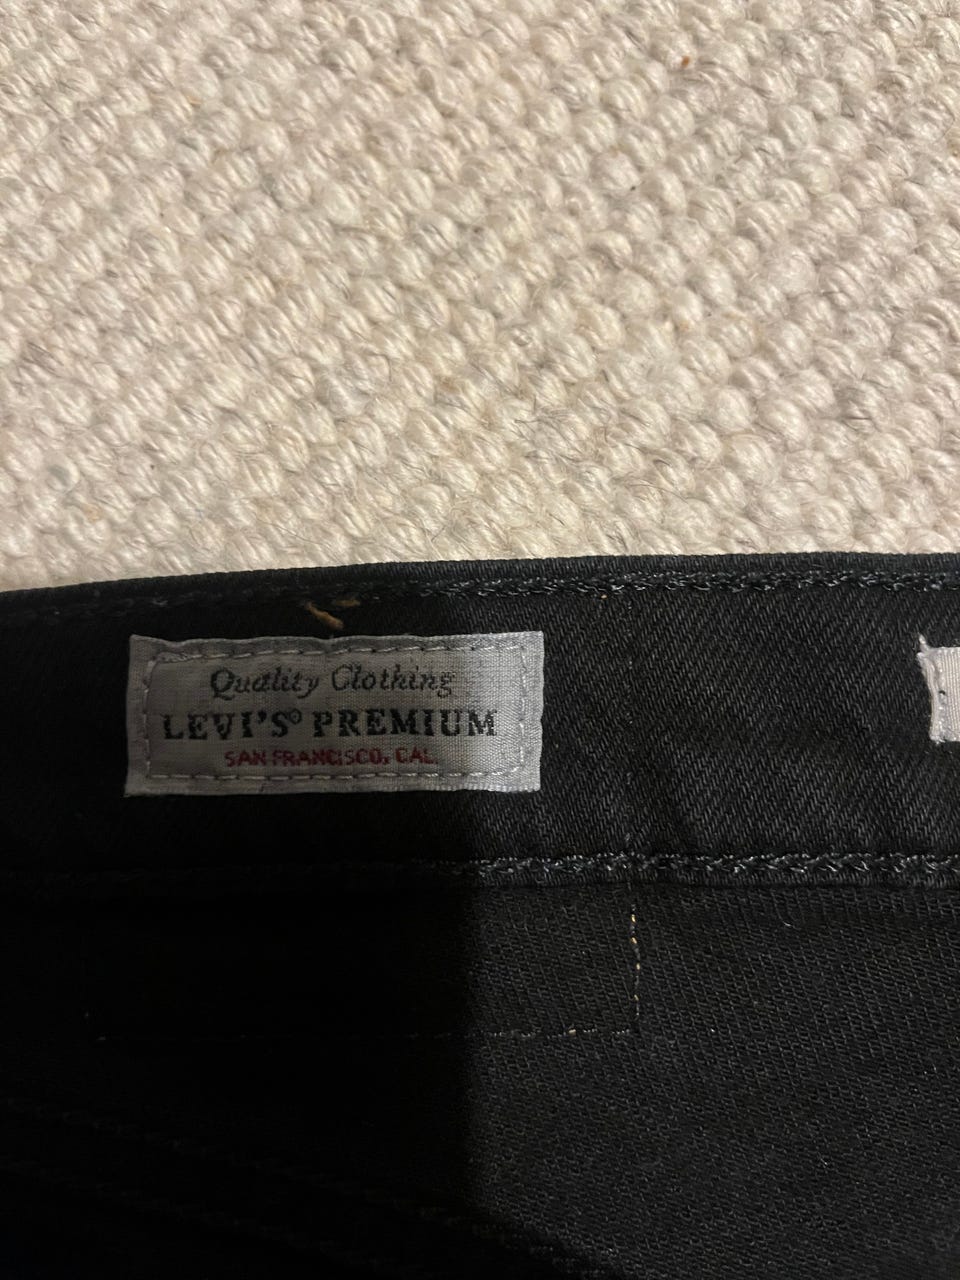 Quality Clothing
LEVI'S® PREMIUM
SAN FRANCISCO, CAL.